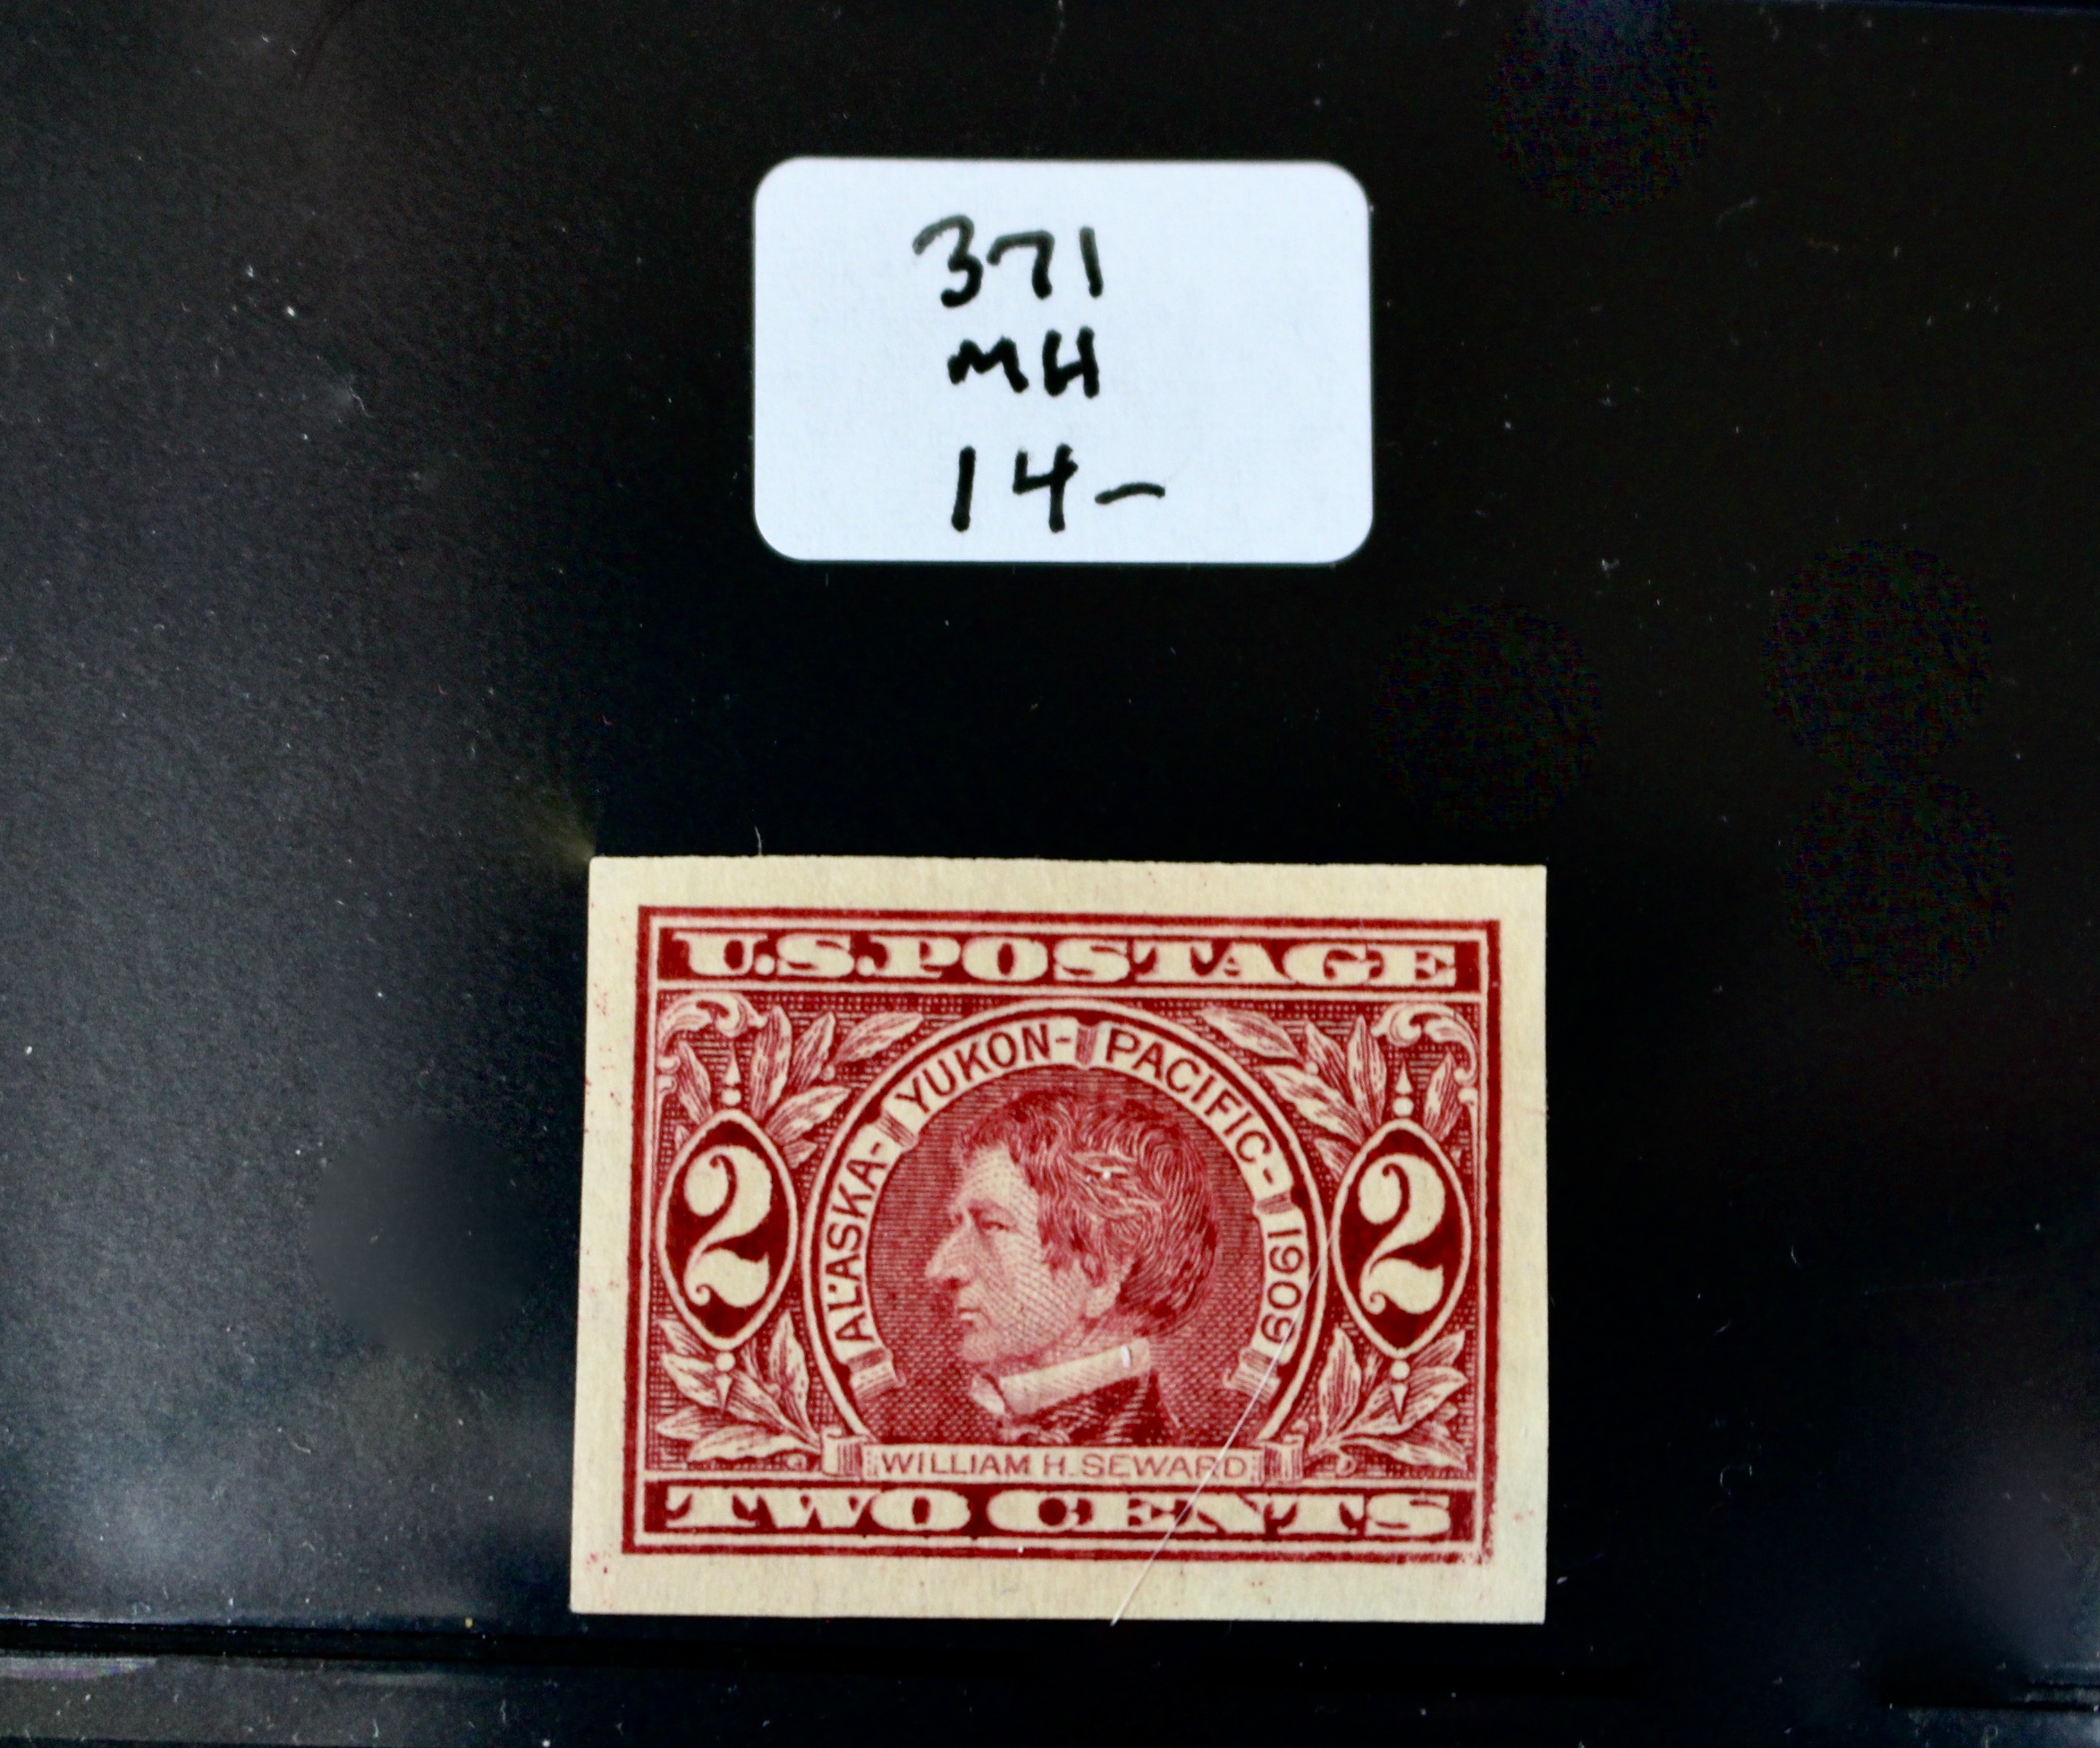 371
MH
14-
U.S. POSTAGE
ALASKA-YUKON-PACIFIC-1909
2
2
WILLIAM H. SEWARD
TWO CENTS